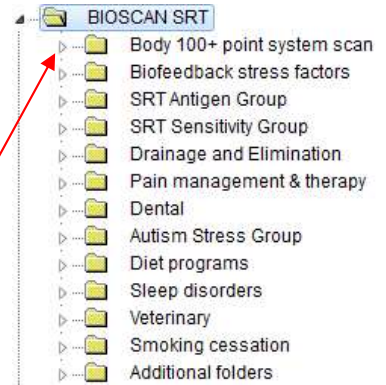 BIOSCAN SRT
Body 100+ point system scan
Biofeedback stress factors
SRT Antigen Group
SRT Sensitivity Group
Drainage and Elimination
Pain management & therapy
Dental
Autism Stress Group
Diet programs
Sleep disorders
Veterinary
Smoking cessation
Additional folders